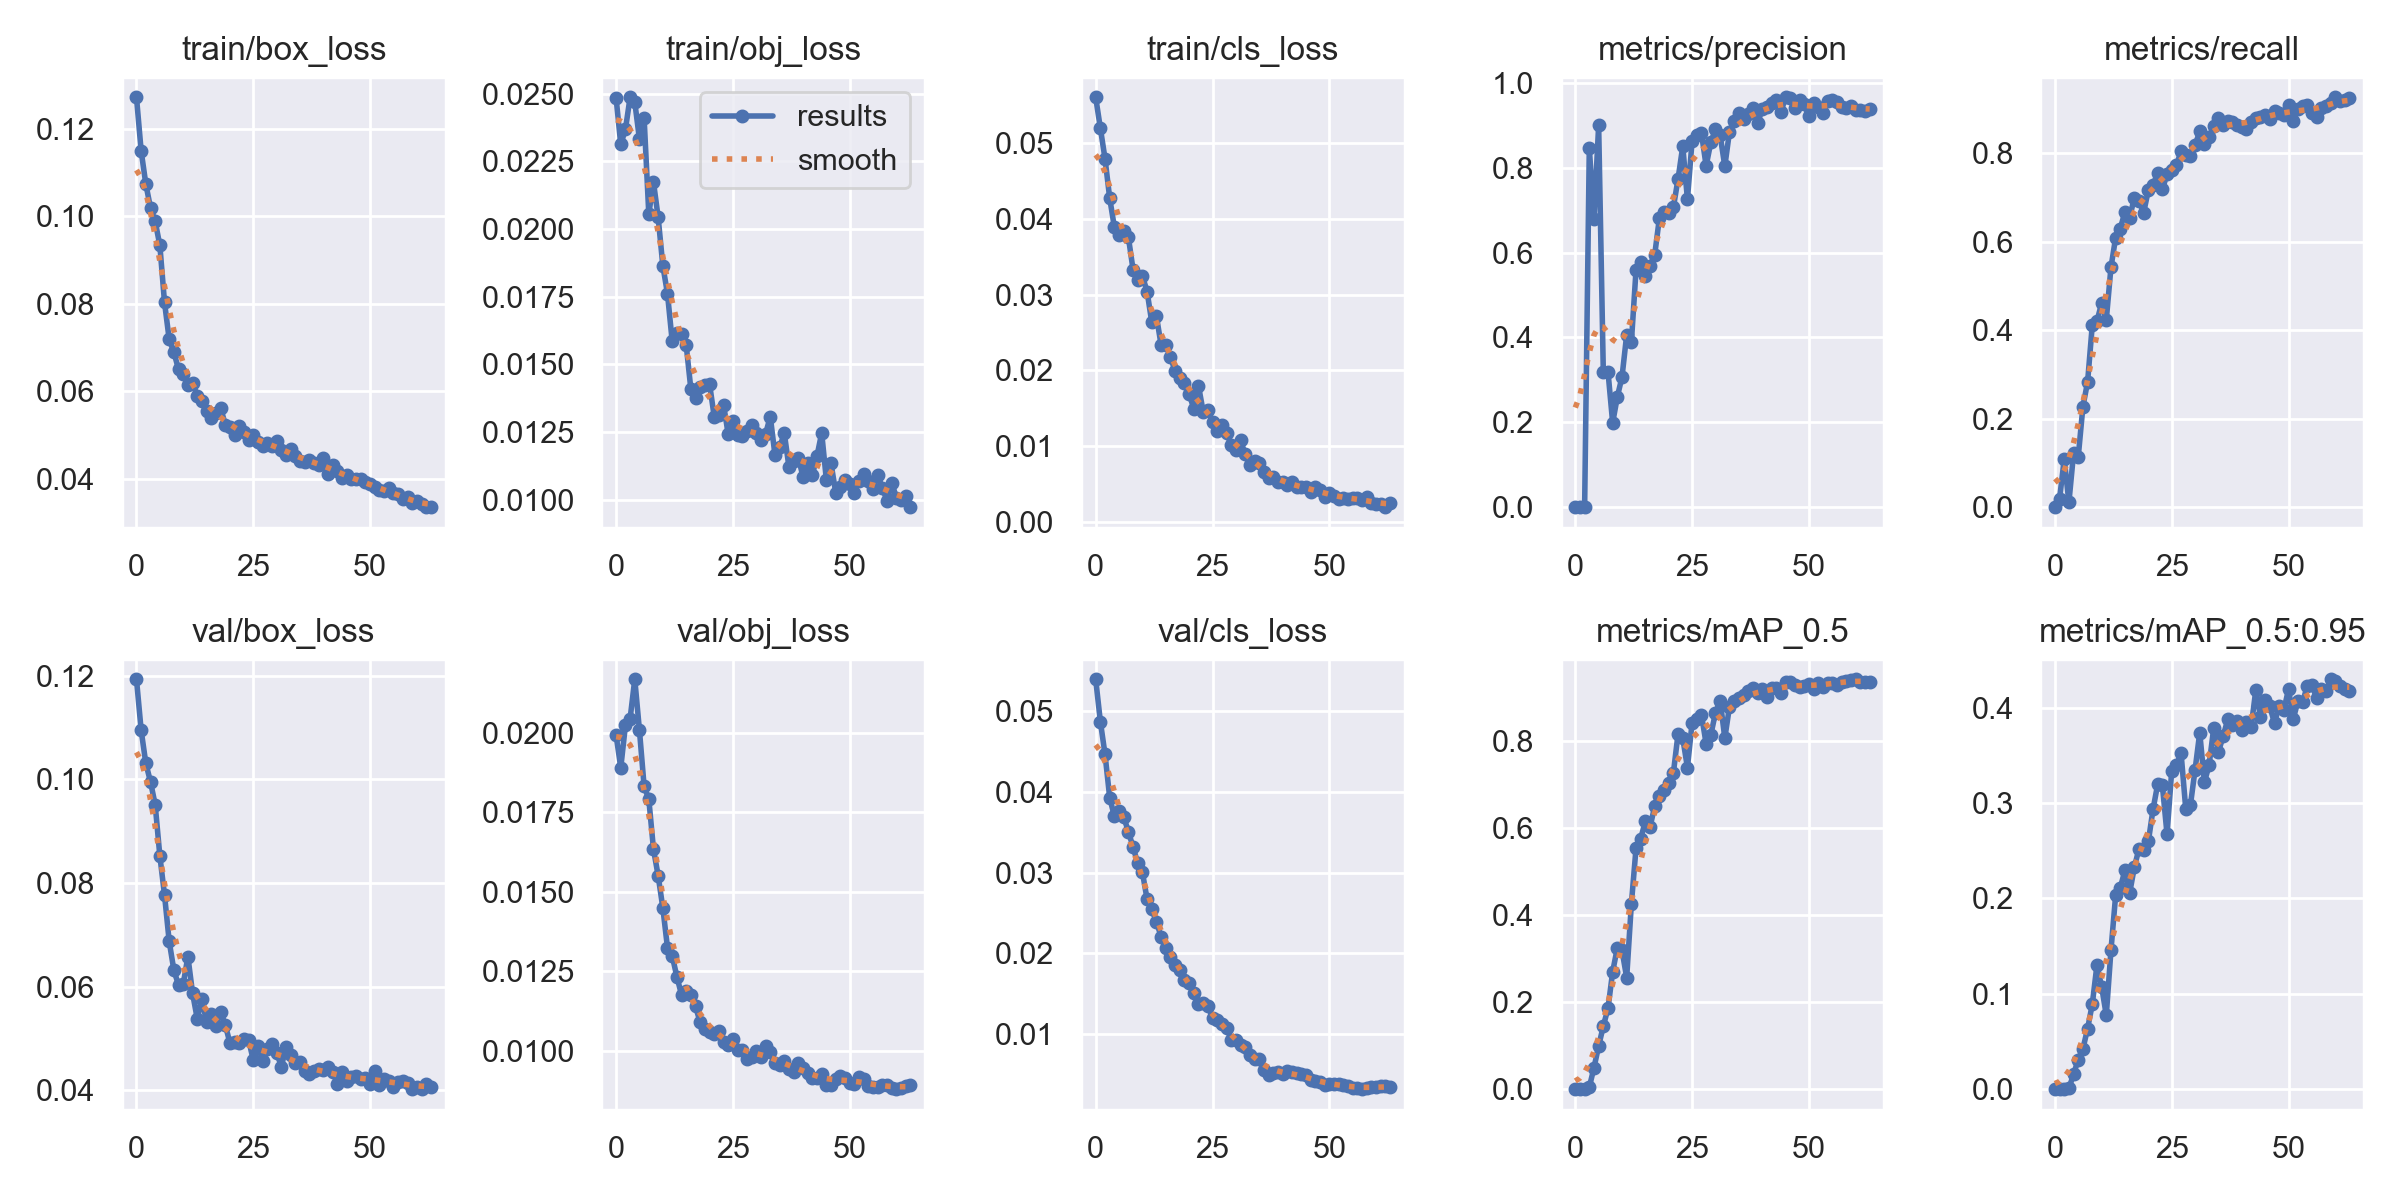 train/box_loss
0.12
0.10
0.08
0.06
0.04
0 25 50
train/obj_loss
results
smooth
0.0250
0.0225
0.0200
0.0175
0.0150
0.0125
0.0100
0 25 50
train/cls_loss
0.05
0.04
0.03
0.02
0.01
0.00
0 25 50
metrics/precision
1.0
0.8
0.6
0.4
0.2
0.0
0 25 50
metrics/recall
0.8
0.6
0.4
0.2
0.0
0 25 50
val/box_loss
0.12
0.10
0.08
0.06
0.04
0 25 50
val/obj_loss
0.0200
0.0175
0.0150
0.0125
0.0100
0 25 50
val/cls_loss
0.05
0.04
0.03
0.02
0.01
0 25 50
metrics/mAP_0.5
0.8
0.6
0.4
0.2
0.0
0 25 50
metrics/mAP_0.5:0.95
0.4
0.3
0.2
0.1
0.0
0 25 50